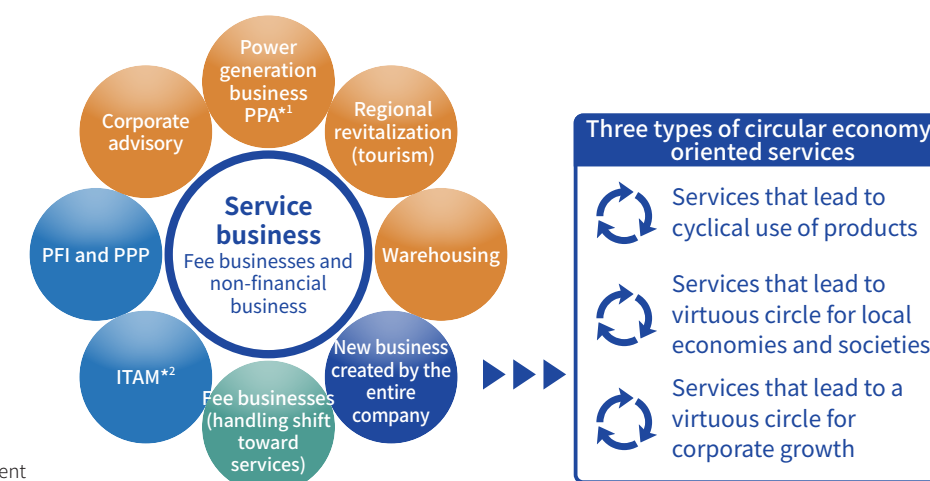 Power
generation
business
PPA*1
Regional
revitalization
(tourism)
Corporate
advisory
Service
business
Fee businesses and
non-financial
business
PFI and PPP
Warehousing
ITAM*2
New business
created by the
entire
company
Fee businesses
(handling shift
toward
services)
Three types of circular economy
oriented services
Services that lead to
cyclical use of products
Services that lead to
virtuous circle for local
economies and societies
Services that lead to a
virtuous circle for
corporate growth
ent